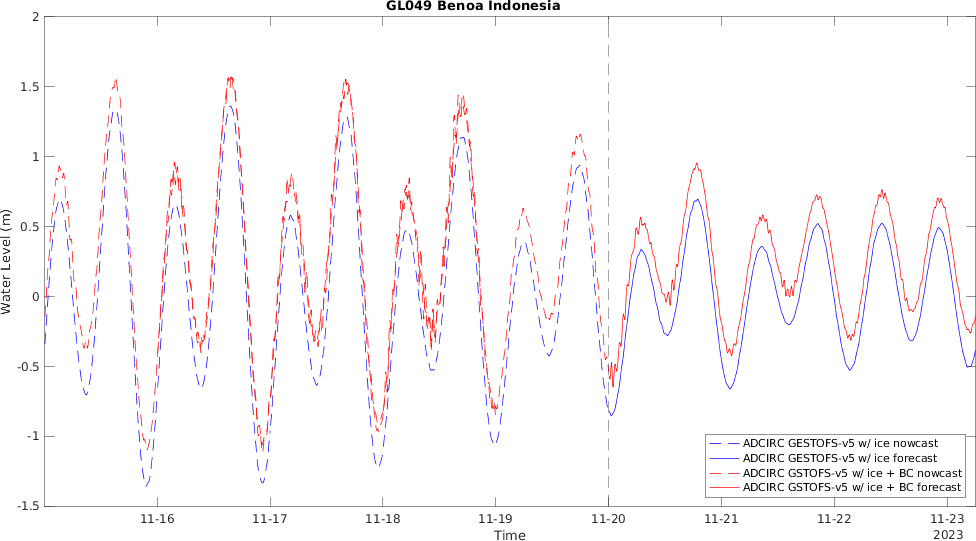 GL049 Benoa Indonesia
2
1.5
1
0.5
0
-0.5
-1
-1.5
Water Level (m)
11-16 11-17 11-18 11-19 11-20 11-21 11-22 11-23
2023
Time
ADCIRC GESTOFS-v5 w/ ice nowcast
ADCIRC GESTOFS-v5 w/ ice forecast
ADCIRC GSTOFS-v5 w/ ice + BC nowcast
ADCIRC GSTOFS-v5 w/ ice + BC forecast